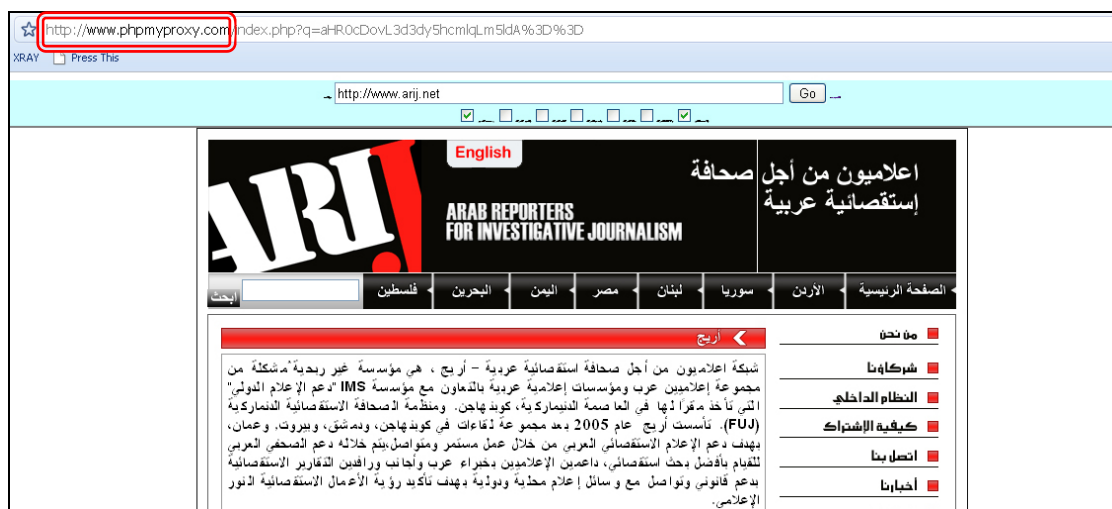 http://www.phpmyproxy.com/index.php?q=aHR0cDovL3d3dy5hcmlqLm5ldA%3D%3D
XRAY Press This
http://www.arij.net Go
English
اعلاميون من أجل صحافة
إستقصائية عربية
ARIJ
ARAB REPORTERS
FOR INVESTIGATIVE JOURNALISM
الصفحة الرئيسية الأردن سوريا لبنان مصر اليمن البحرين فلسطين ابحث
أريج
شبكة اعلاميون من أجل صحافة استقصائية عربية – أريج ، هي مؤسسة غير ربحية مشكلة من
مجموعة إعلاميين عرب ومؤسسات إعلامية عربية بالتعاون مع مؤسسة IMS "دعم الإعلام الدولي"
التي تأخذ مقرًا لها في العاصمة الدنيماركية، كوبنهاجن. ومنظمة الصحافة الاستقصائية الدنماركية
(FUJ). تأسست أريج عام 2005 بعد مجموعة لقاءات في كوبنهاجن، ودمشق، وبيروت، وعمان،
بهدف دعم الإعلام الاستقصائي العربي من خلال عمل مستمر ومتواصل،يتم خلاله دعم الصحفي العربي
للقيام بأفضل بحث استقصائي، داعمين الإعلاميين بخبراء عرب وأجانب ورافدين التقارير الاستقصائية
بدعم قانوني وتواصل مع وسائل إعلام محلية ودولية بهدف تأكيد رؤية الأعمال الاستقصائية النور
الإعلامي.
من نحن
شركاؤنا
النظام الداخلي
كيفية الإشتراك
اتصل بنا
أخبارنا